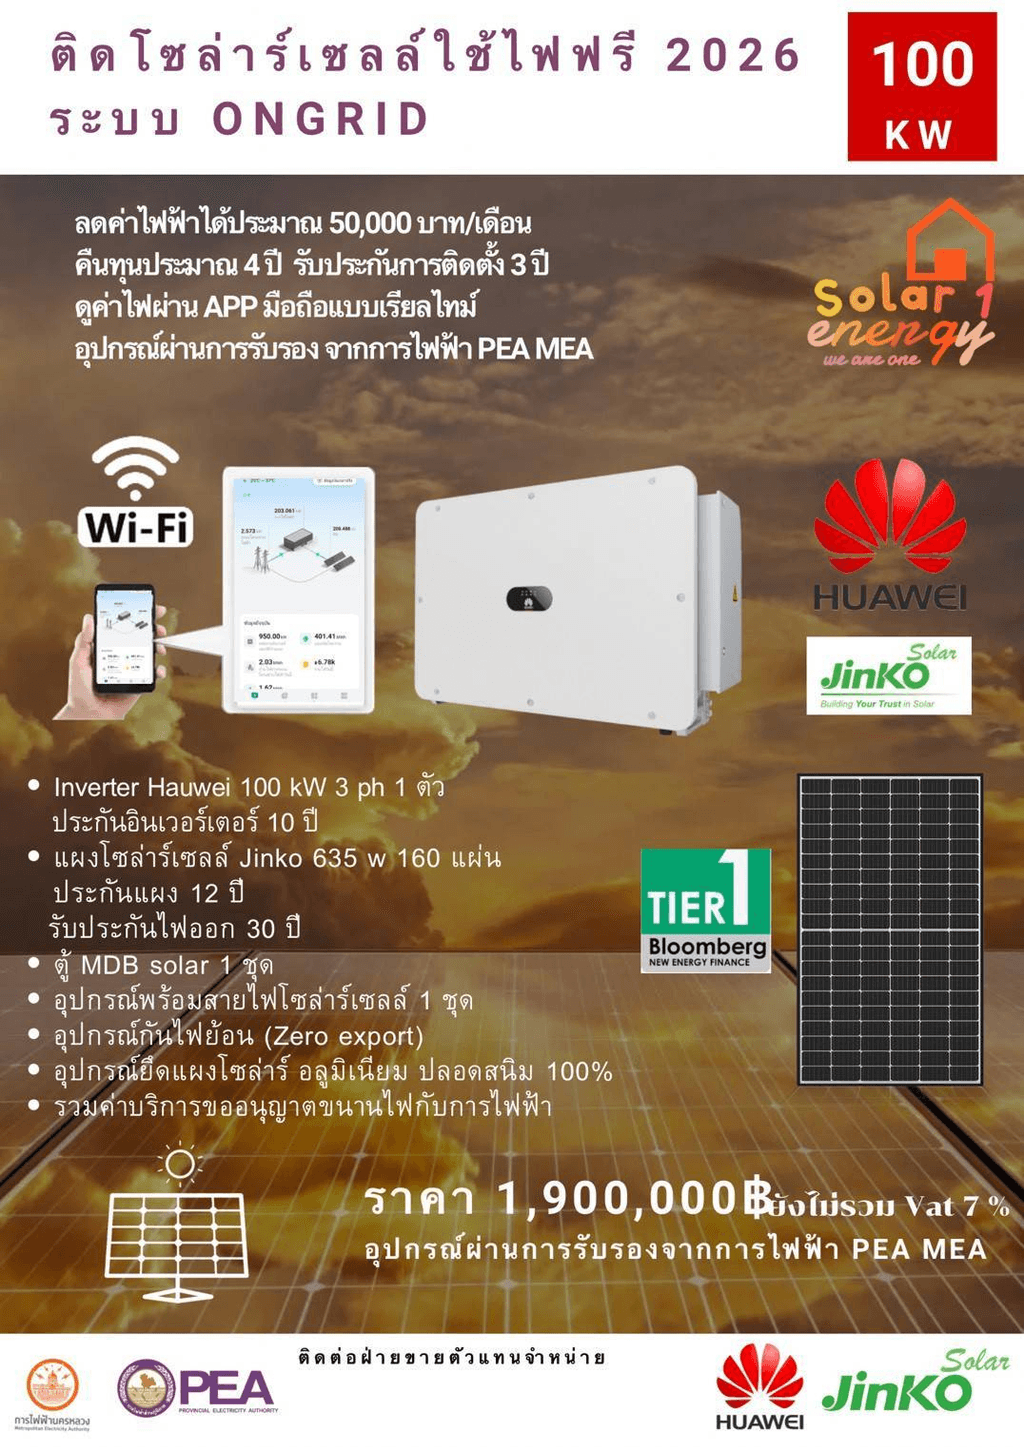 ติดโซล่าร์เซลล์ใช้ไฟฟรี 2026
ระบบ ONGRID
100
KW
ลดค่าไฟฟ้าได้ประมาณ 50,000 บาท/เดือน
คืนทุนประมาณ 4 ปี รับประกันการติดตั้ง 3 ปี
ดูค่าไฟผ่าน APP มือถือแบบเรียลไทม์
อุปกรณ์ผ่านการรับรอง จากการไฟฟ้า PEA MEA
Solar 1
energy
we are one
Wi-Fi
203.061
2.573
950.00
401.41
2.03
6.78k
1.62
HUAWEI
Solar
JinKO
Building Your Trust in Solar
• Inverter Hauwei 100 kW 3 ph 1 ตัว
ประกันอินเวอร์เตอร์ 10 ปี
• แผงโซล่าร์เซลล์ Jinko 635 w 160 แผ่น
ประกันแผง 12 ปี
รับประกันไฟออก 30 ปี
• ตู้ MDB solar 1 ชุด
• อุปกรณ์พร้อมสายไฟโซล่าร์เซลล์ 1 ชุด
• อุปกรณ์กันไฟย้อน (Zero export)
• อุปกรณ์ยึดแผงโซล่าร์ อลูมิเนียม ปลอดสนิม 100%
• รวมค่าบริการขออนุญาตขนานไฟกับการไฟฟ้า
TIER 1
Bloomberg
NEW ENERGY FINANCE
ราคา 1,900,000฿ ยังไม่รวม Vat 7 %
อุปกรณ์ผ่านการรับรองจากการไฟฟ้า PEA MEA
ติดต่อฝ่ายขายตัวแทนจำหน่าย
การไฟฟ้านครหลวง
Metropolitan Electricity Authority
PEA
PROVINCIAL ELECTRICITY AUTHORITY
HUAWEI
Solar
JinKO